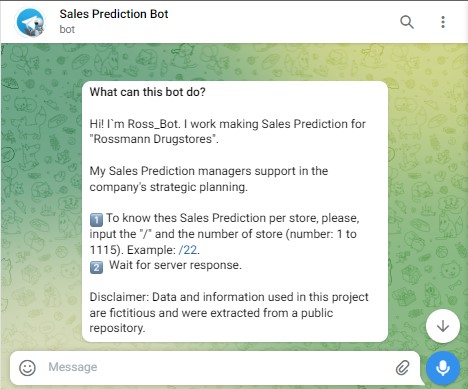 Sales Prediction Bot
bot
What can this bot do?
Hi! I`m Ross_Bot. I work making Sales Prediction for
"Rossmann Drugstores".
My Sales Prediction managers support in the
company's strategic planning.
1 To know thes Sales Prediction per store, please,
input the "/" and the number of store (number: 1 to
1115). Example: /22.
2 Wait for server response.
Disclaimer: Data and information used in this project
are fictitious and were extracted from a public
repository.
Message